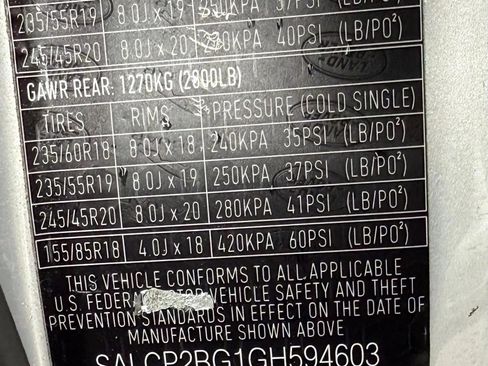 235/55R19 8.0J x 19 250KPA 37PSI (LB/PO²)
245/45R20 8.0J x 20 KPA 40PSI (LB/PO²)
GAWR REAR: 1270KG (2800LB)
TIRES RIMS PRESSURE (COLD SINGLE)
235/60R18 8.0J x 18 240KPA 35PSI (LB/PO²)
235/55R19 8.0J x 19 250KPA 37PSI (LB/PO²)
245/45R20 8.0J x 20 280KPA 41PSI (LB/PO²)
155/85R18 4.0J x 18 420KPA 60PSI (LB/PO²)
THIS VEHICLE CONFORMS TO ALL APPLICABLE
U.S. FEDERAL MOTOR VEHICLE SAFETY AND THEFT
PREVENTION STANDARDS IN EFFECT ON THE DATE OF
MANUFACTURE SHOWN ABOVE
SALCP2BG1GH594603